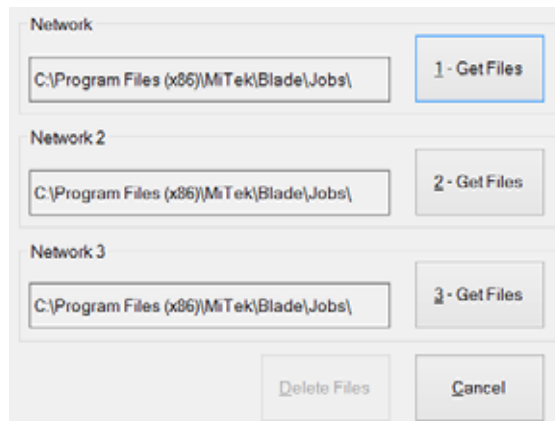 Network
C:\Program Files (x86)\MiTek\Blade\Jobs\
1 - Get Files
Network 2
C:\Program Files (x86)\MiTek\Blade\Jobs\
2 - Get Files
Network 3
C:\Program Files (x86)\MiTek\Blade\Jobs\
3 - Get Files
Delete Files
Cancel